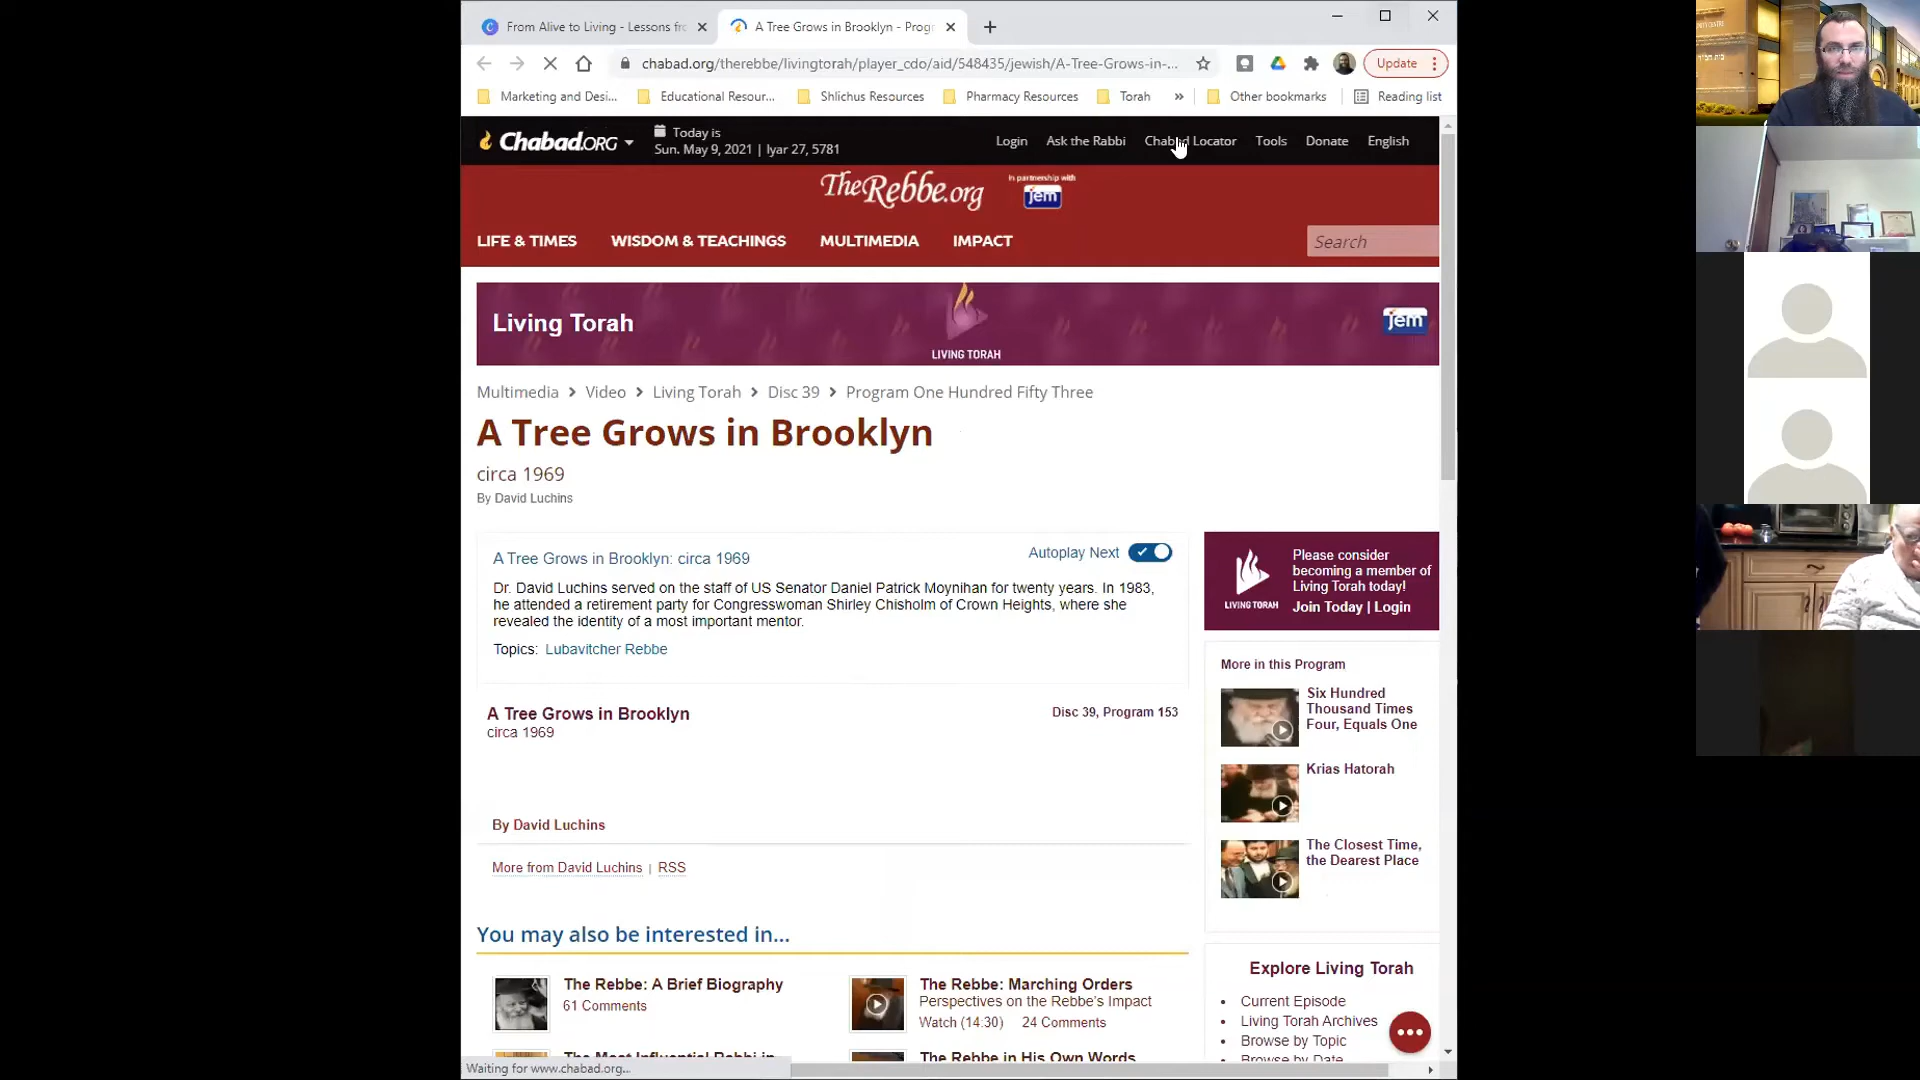 From Alive to Living - Lessons fr
A Tree Grows in Brooklyn - Progr
chabad.org/therebbe/livingtorah/player_cdo/aid/548435/jewish/A-Tree-Grows-in-...
Update
Marketing and Desi...
Educational Resour...
Shlichus Resources
Pharmacy Resources
Torah
»
Other bookmarks
Reading list
Chabad.ORG
Today is
Sun. May 9, 2021 | Iyar 27, 5781
Login
Ask the Rabbi
Chabad Locator
Tools
Donate
English
TheRebbe.org
in partnership with
jem
LIFE & TIMES
WISDOM & TEACHINGS
MULTIMEDIA
IMPACT
Search
Living Torah
LIVING TORAH
jem
Multimedia > Video > Living Torah > Disc 39 > Program One Hundred Fifty Three
A Tree Grows in Brooklyn
circa 1969
By David Luchins
A Tree Grows in Brooklyn: circa 1969
Autoplay Next
Dr. David Luchins served on the staff of US Senator Daniel Patrick Moynihan for twenty years. In 1983,
he attended a retirement party for Congresswoman Shirley Chisholm of Crown Heights, where she
revealed the identity of a most important mentor.
Topics: Lubavitcher Rebbe
A Tree Grows in Brooklyn
circa 1969
Disc 39, Program 153
By David Luchins
More from David Luchins | RSS
You may also be interested in...
The Rebbe: A Brief Biography
61 Comments
The Rebbe: Marching Orders
Perspectives on the Rebbe's Impact
Watch (14:30) 24 Comments
The Most Influential Rabbi in
The Rebbe in His Own Words
LIVING TORAH
Please consider
becoming a member of
Living Torah today!
Join Today | Login
More in this Program
Six Hundred
Thousand Times
Four, Equals One
Krias Hatorah
The Closest Time,
the Dearest Place
Explore Living Torah
Current Episode
Living Torah Archives
Browse by Topic
Browse by Date
Waiting for www.chabad.org...